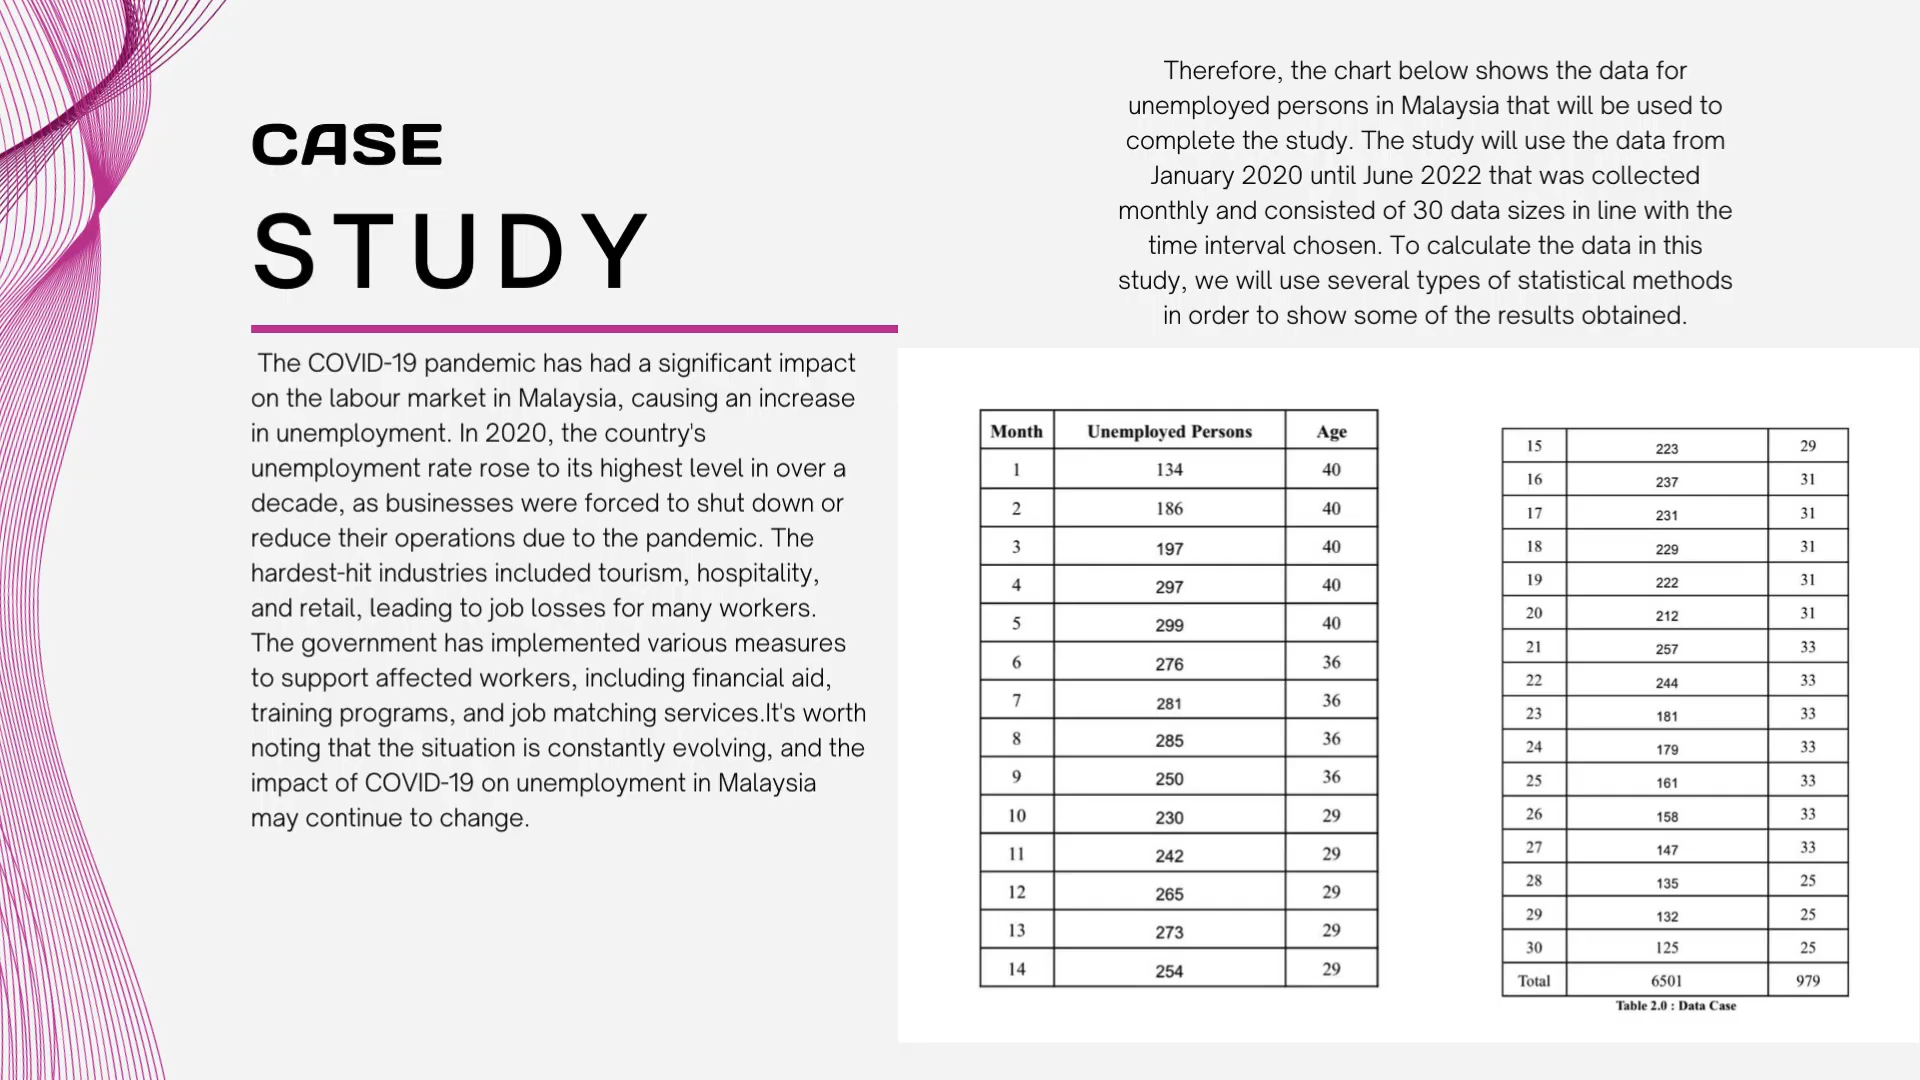 CASE
STUDY
The COVID-19 pandemic has had a significant impact
on the labour market in Malaysia, causing an increase
in unemployment. In 2020, the country's
unemployment rate rose to its highest level in over a
decade, as businesses were forced to shut down or
reduce their operations due to the pandemic. The
hardest-hit industries included tourism, hospitality,
and retail, leading to job losses for many workers.
The government has implemented various measures
to support affected workers, including financial aid,
training programs, and job matching services.It's worth
noting that the situation is constantly evolving, and the
impact of COVID-19 on unemployment in Malaysia
may continue to change.
Therefore, the chart below shows the data for
unemployed persons in Malaysia that will be used to
complete the study. The study will use the data from
January 2020 until June 2022 that was collected
monthly and consisted of 30 data sizes in line with the
time interval chosen. To calculate the data in this
study, we will use several types of statistical methods
in order to show some of the results obtained.
Month Unemployed Persons Age
1 134 40
2 186 40
3 197 40
4 297 40
5 299 40
6 276 36
7 281 36
8 285 36
9 250 36
10 230 29
11 242 29
12 265 29
13 273 29
14 254 29
15 223 29
16 237 31
17 231 31
18 229 31
19 222 31
20 212 31
21 257 33
22 244 33
23 181 33
24 179 33
25 161 33
26 158 33
27 147 33
28 135 25
29 132 25
30 125 25
Total 6501 979
Table 2.0 : Data Case